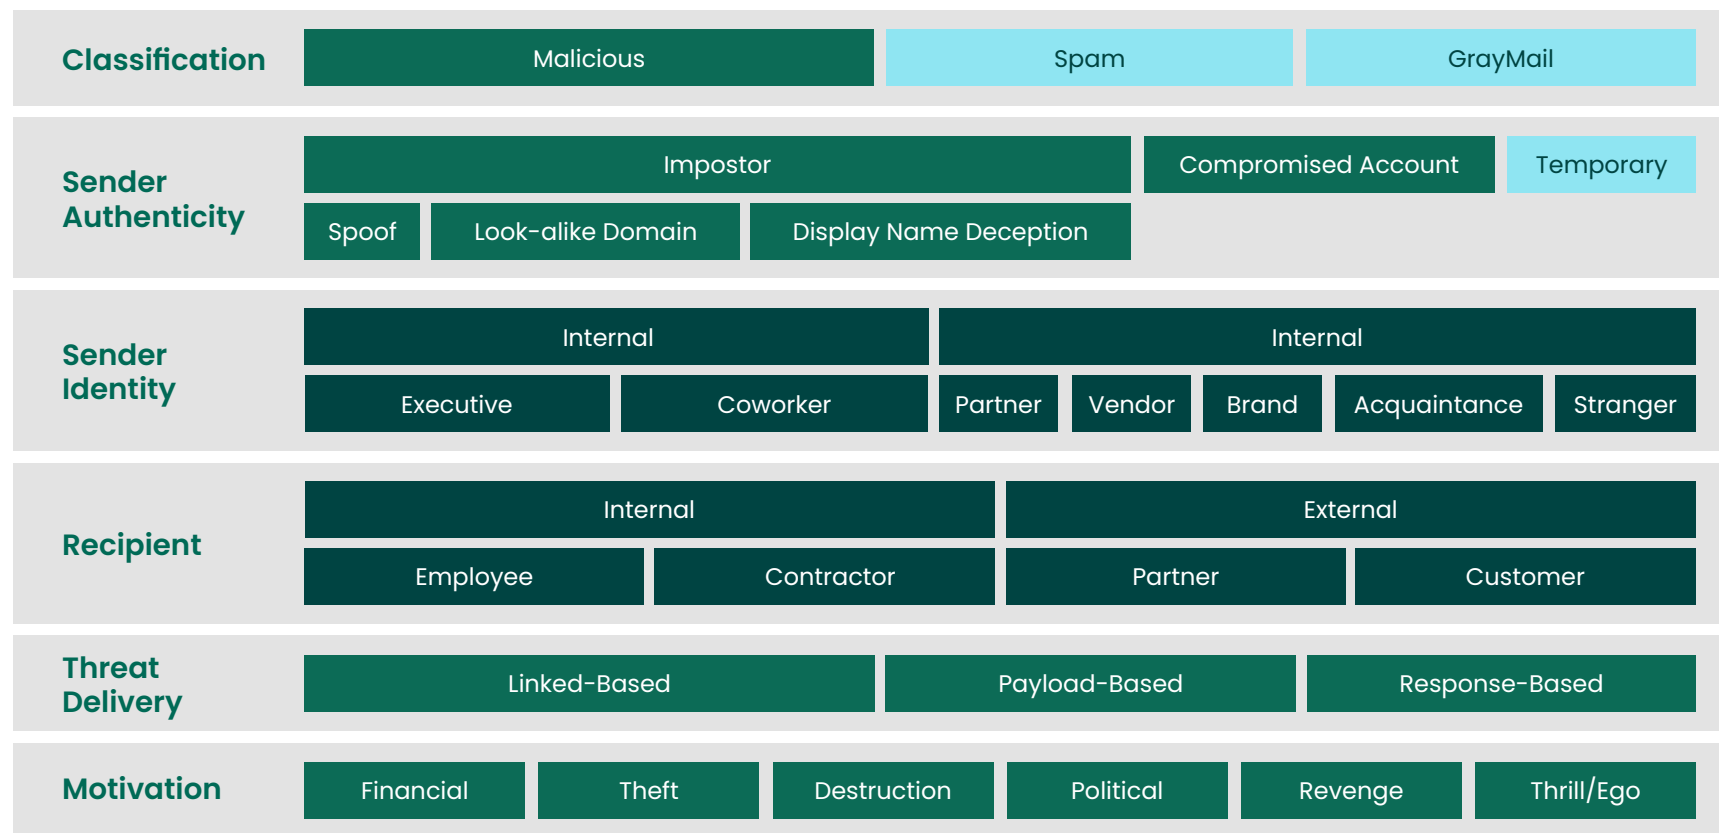 Classification
Malicious
Spam
GrayMail
Sender
Authenticity
Impostor
Compromised Account
Temporary
Spoof
Look-alike Domain
Display Name Deception
Sender
Identity
Internal
Internal
Executive
Coworker
Partner
Vendor
Brand
Acquaintance
Stranger
Recipient
Internal
External
Employee
Contractor
Partner
Customer
Threat
Delivery
Linked-Based
Payload-Based
Response-Based
Motivation
Financial
Theft
Destruction
Political
Revenge
Thrill/Ego